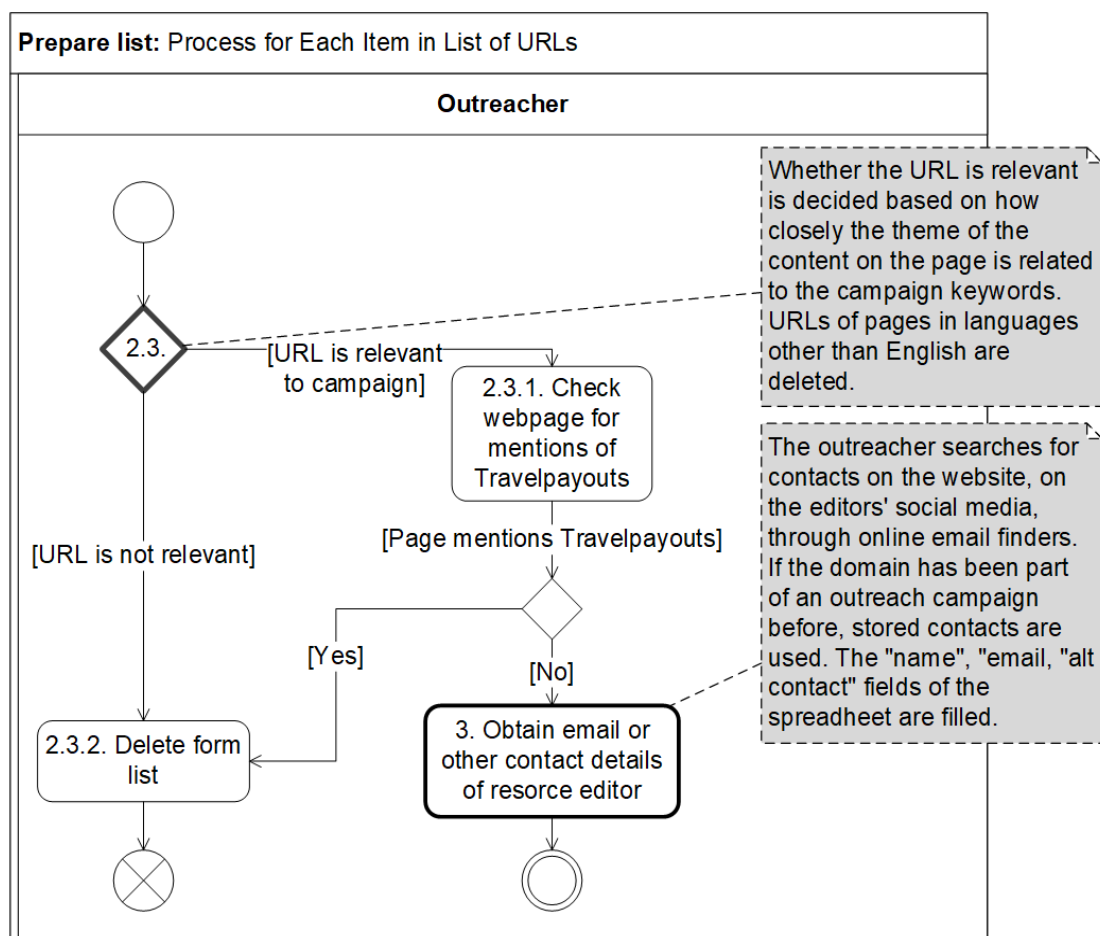 Prepare list: Process for Each Item in List of URLs
Outreacher
Whether the URL is relevant
is decided based on how
closely the theme of the
content on the page is related
to the campaign keywords.
URLs of pages in languages
other than English are
deleted.
2.3.
[URL is relevant
to campaign]
2.3.1. Check
webpage for
mentions of
Travelpayouts
The outreacher searches for
contacts on the website, on
the editors' social media,
through online email finders.
If the domain has been part
of an outreach campaign
before, stored contacts are
used. The "name", "email, "alt
contact" fields of the
spreadheet are filled.
[Page mentions Travelpayouts]
[URL is not relevant]
[Yes]
[No]
2.3.2. Delete form
list
3. Obtain email or
other contact details
of resorce editor